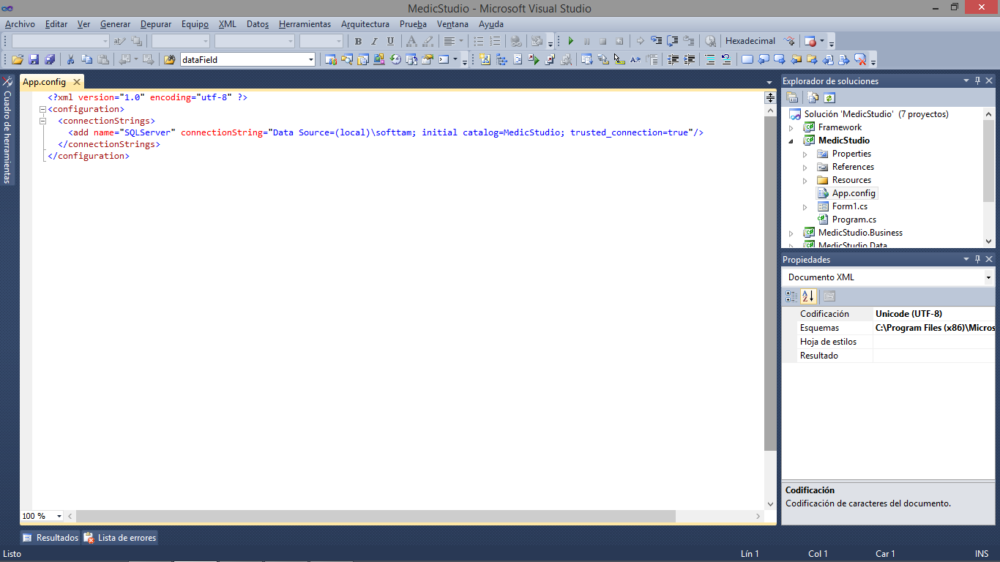 MedicStudio - Microsoft Visual Studio
Archivo Editar Ver Generar Depurar Equipo XML Datos Herramientas Arquitectura Prueba Ventana Ayuda
Hexadecimal
dataField
Cuadro de herramientas
App.config
<?xml version="1.0" encoding="utf-8" ?>
<configuration>
<connectionStrings>
<add name="SQLServer" connectionString="Data Source=(local)\softtam; initial catalog=MedicStudio; trusted_connection=true"/>
</connectionStrings>
</configuration>
100 %
Explorador de soluciones
Solución 'MedicStudio' (7 proyectos)
Framework
MedicStudio
Properties
References
Resources
App.config
Form1.cs
Program.cs
MedicStudio.Business
MedicStudio.Data
Propiedades
Documento XML
Codificación Unicode (UTF-8)
Esquemas C:\Program Files (x86)\Micros
Hoja de estilos
Resultado
Codificación
Codificación de caracteres del documento.
Resultados Lista de errores
Listo Lín 1 Col 1 Car 1 INS